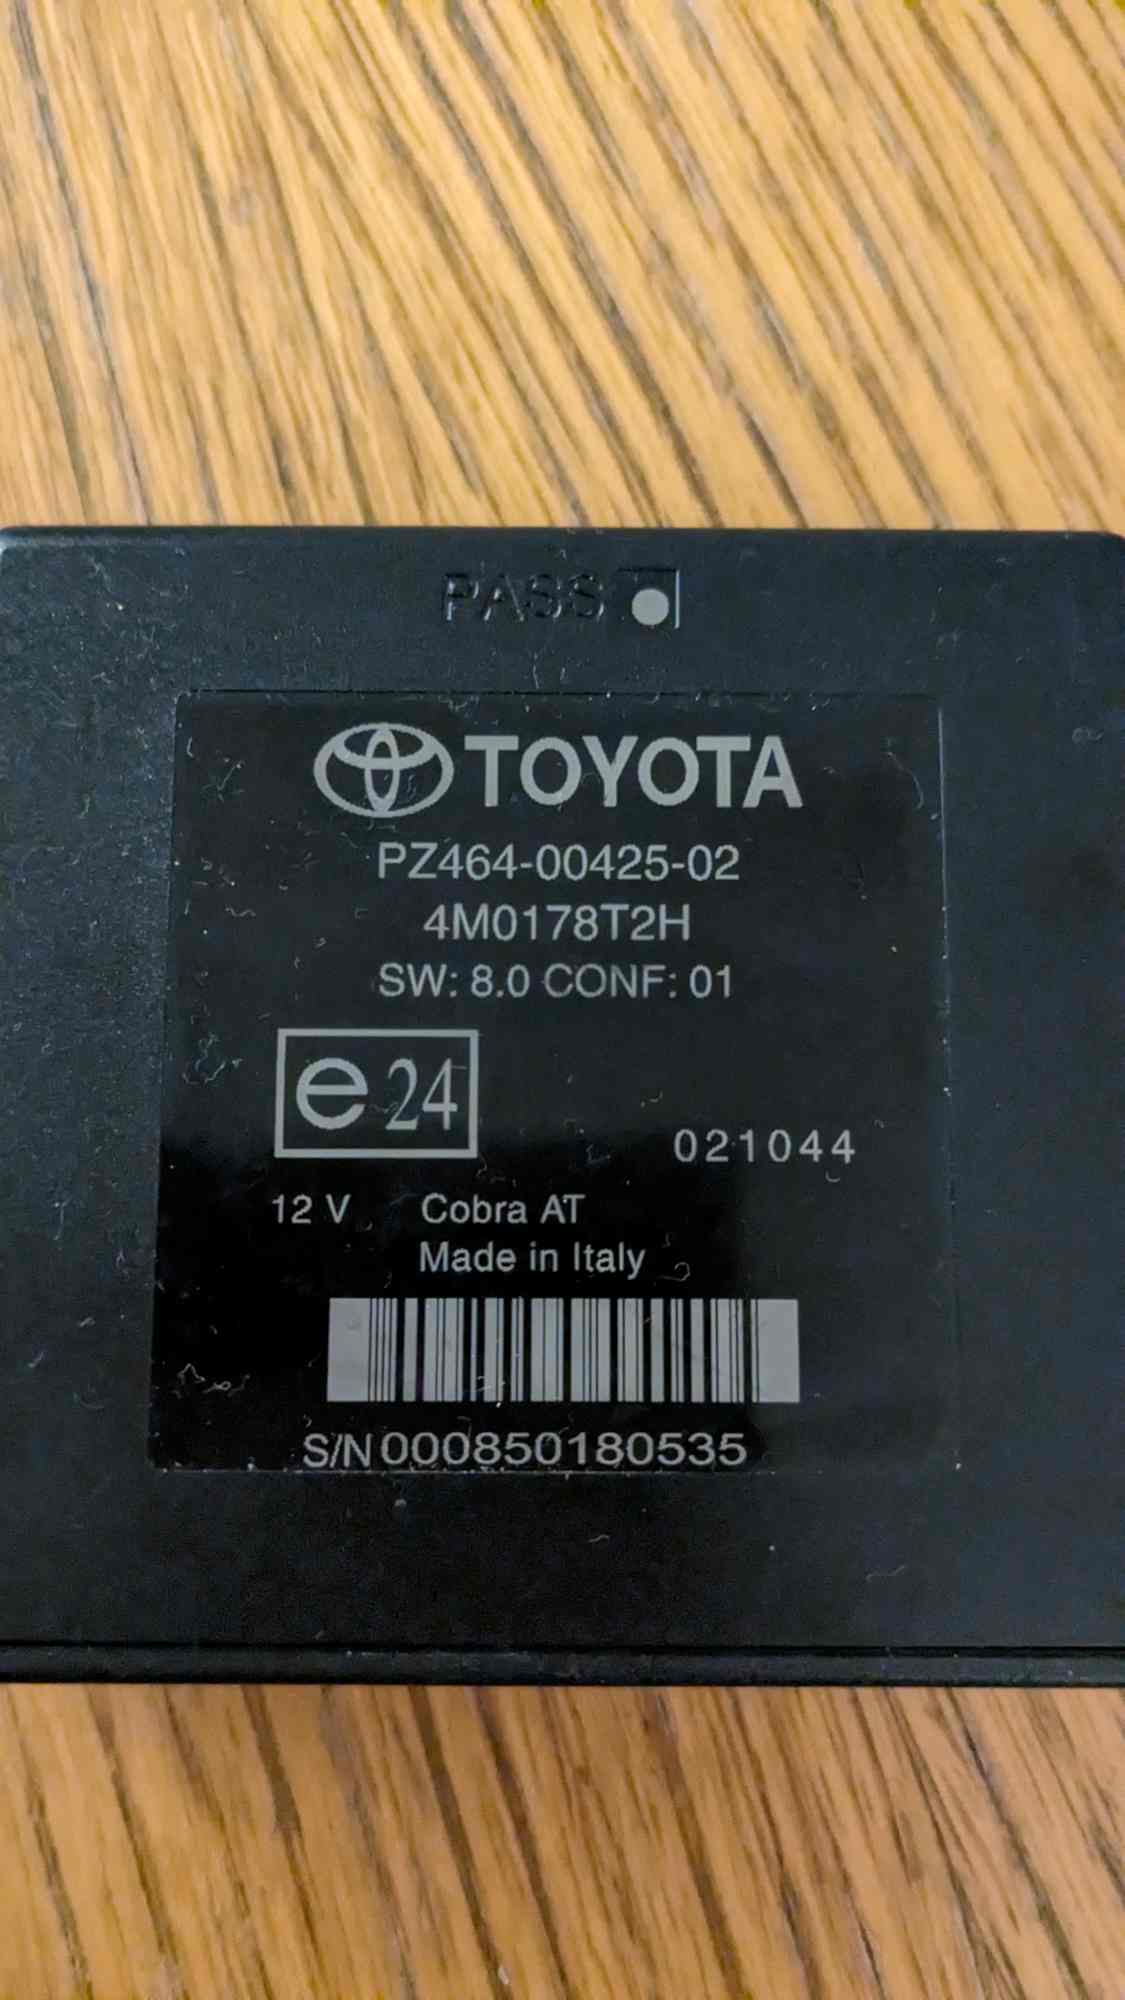 PASS
TOYOTA
PZ464-00425-02
4M0178T2H
SW: 8.0 CONF: 01
e 24
021044
12 V Cobra AT
Made in Italy
S/N 000850180535